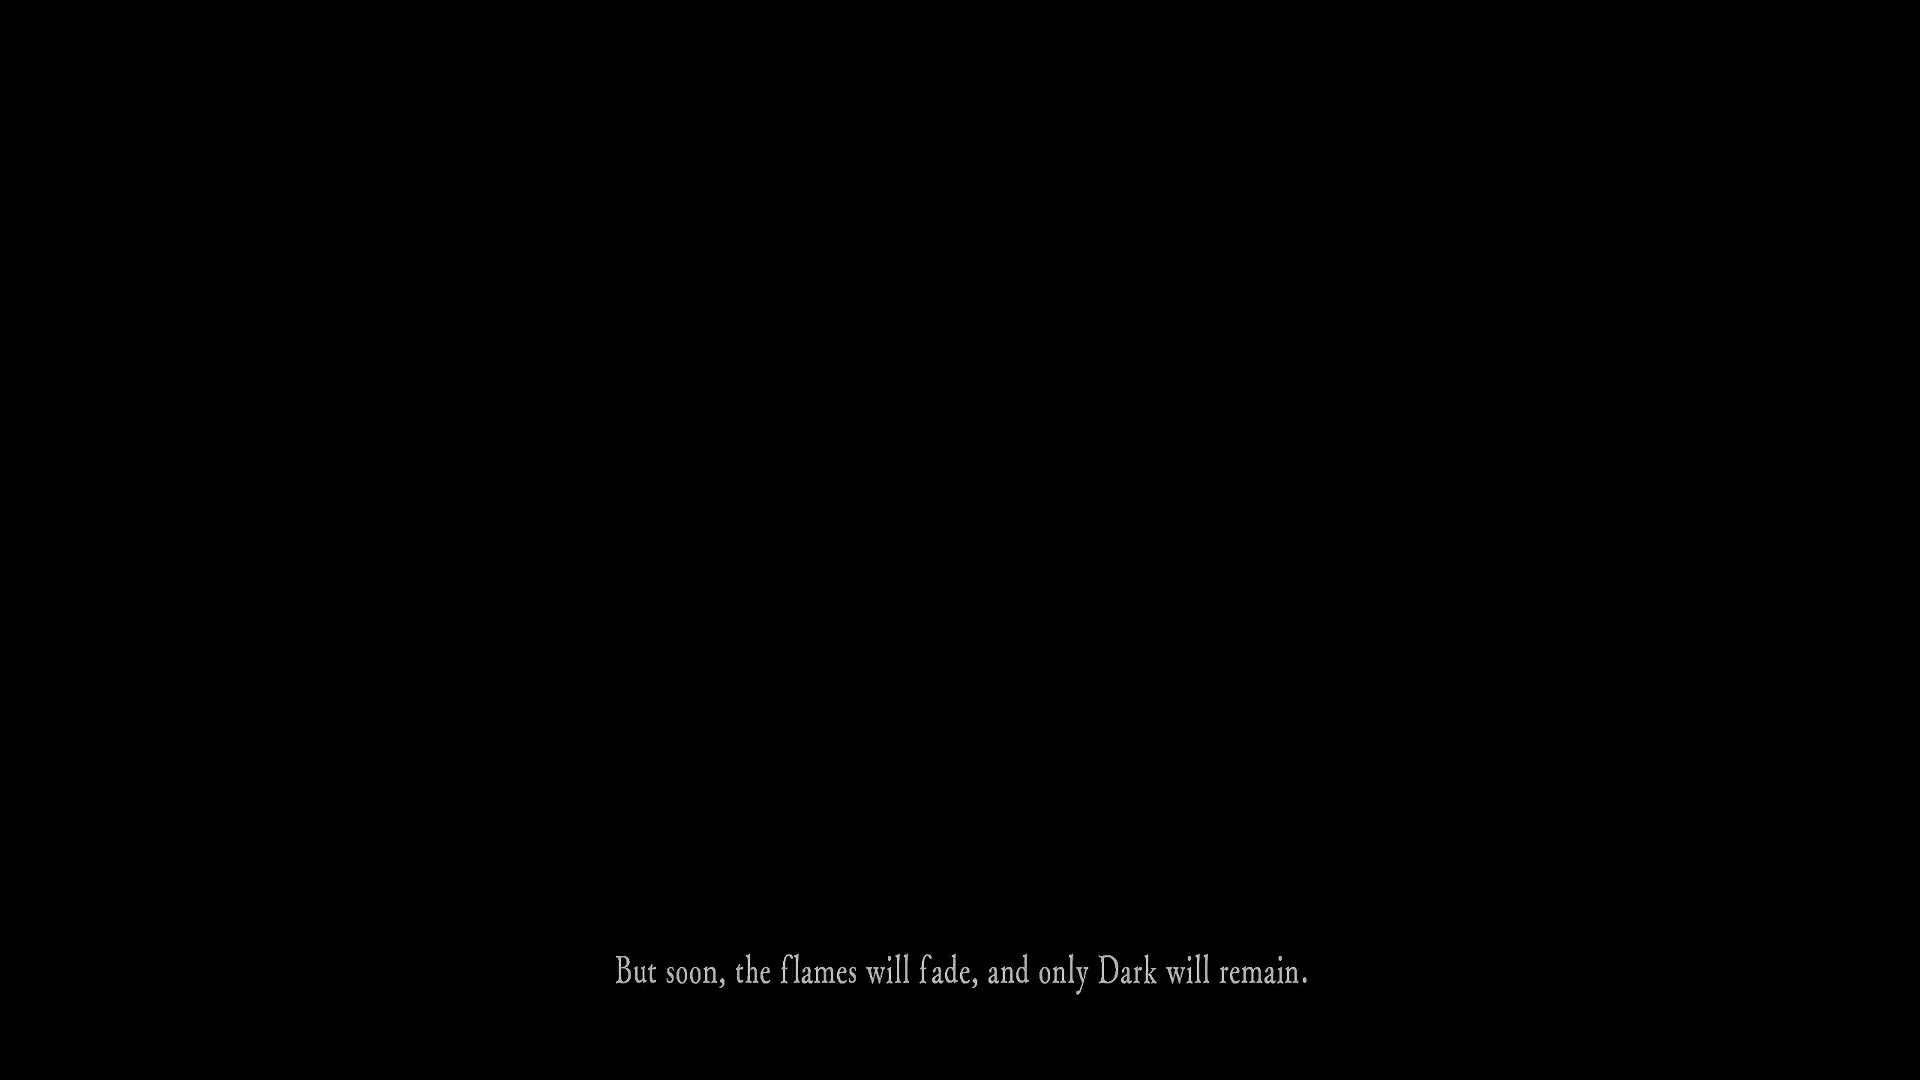 But soon, the flames will fade, and only Dark will remain.